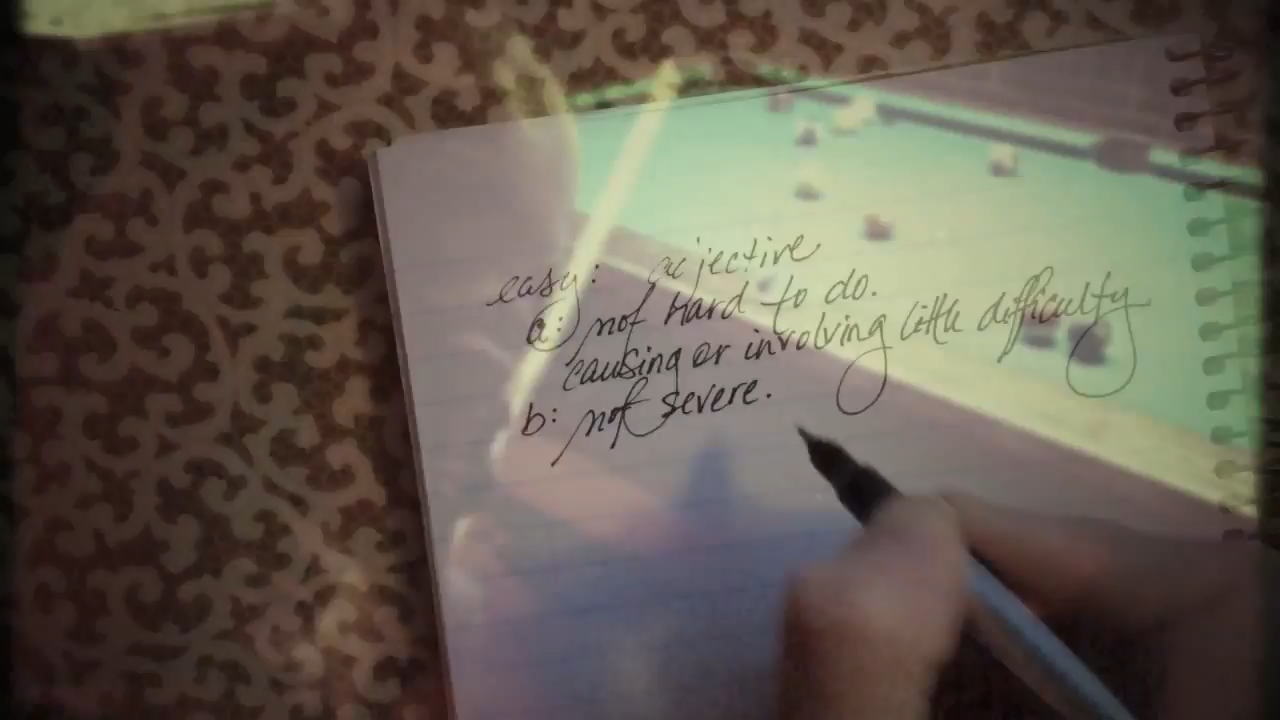 easy: adjective
a: not hard to do.
causing or involving little difficulty
b: not severe.